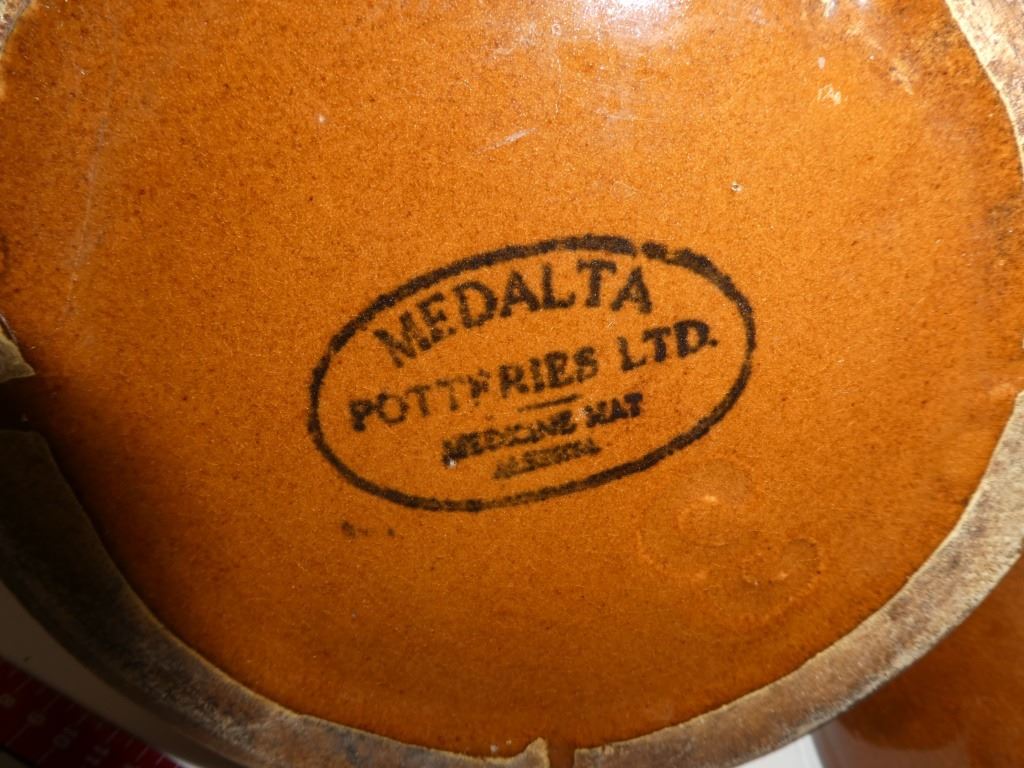 MEDALTA
POTTERIES LTD.
MEDICINE HAT
ALBERTA